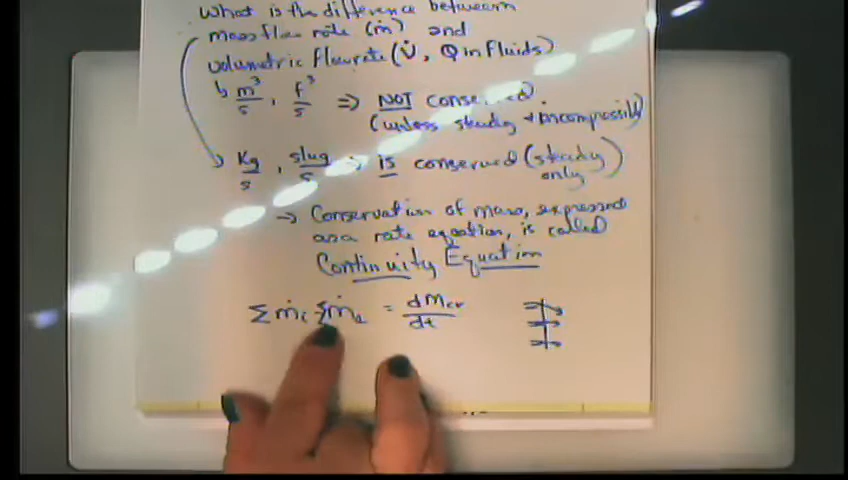 What is the difference between
mass flow rate (ṁ) and
volumetric flowrate (V̇, Q in fluids)
m³/s, f³/s ⇒ NOT conserved
(unless steady + incompressible)
Kg/s, slug/s is conserved (steady only)
→ Conservation of mass, expressed
as a rate equation, is called
Continuity Equation
Σṁi - Σṁe = dMcv/dt